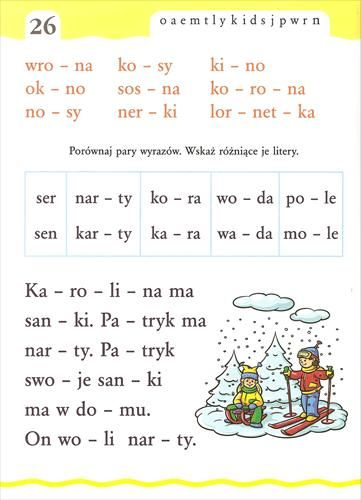 26
o a e m t l y k i d s j p w r n
wro – na ko – sy ki – no
ok – no sos – na ko – ro – na
no – sy ner – ki lor – net – ka
Porównaj pary wyrazów. Wskaż różniące je litery.
ser nar – ty ko – ra wo – da po – le
sen kar – ty ka – ra wa – da mo – le
Ka – ro – li – na ma
san – ki. Pa – tryk ma
nar – ty. Pa – tryk
swo – je san – ki
ma w do – mu.
On wo – li nar – ty.